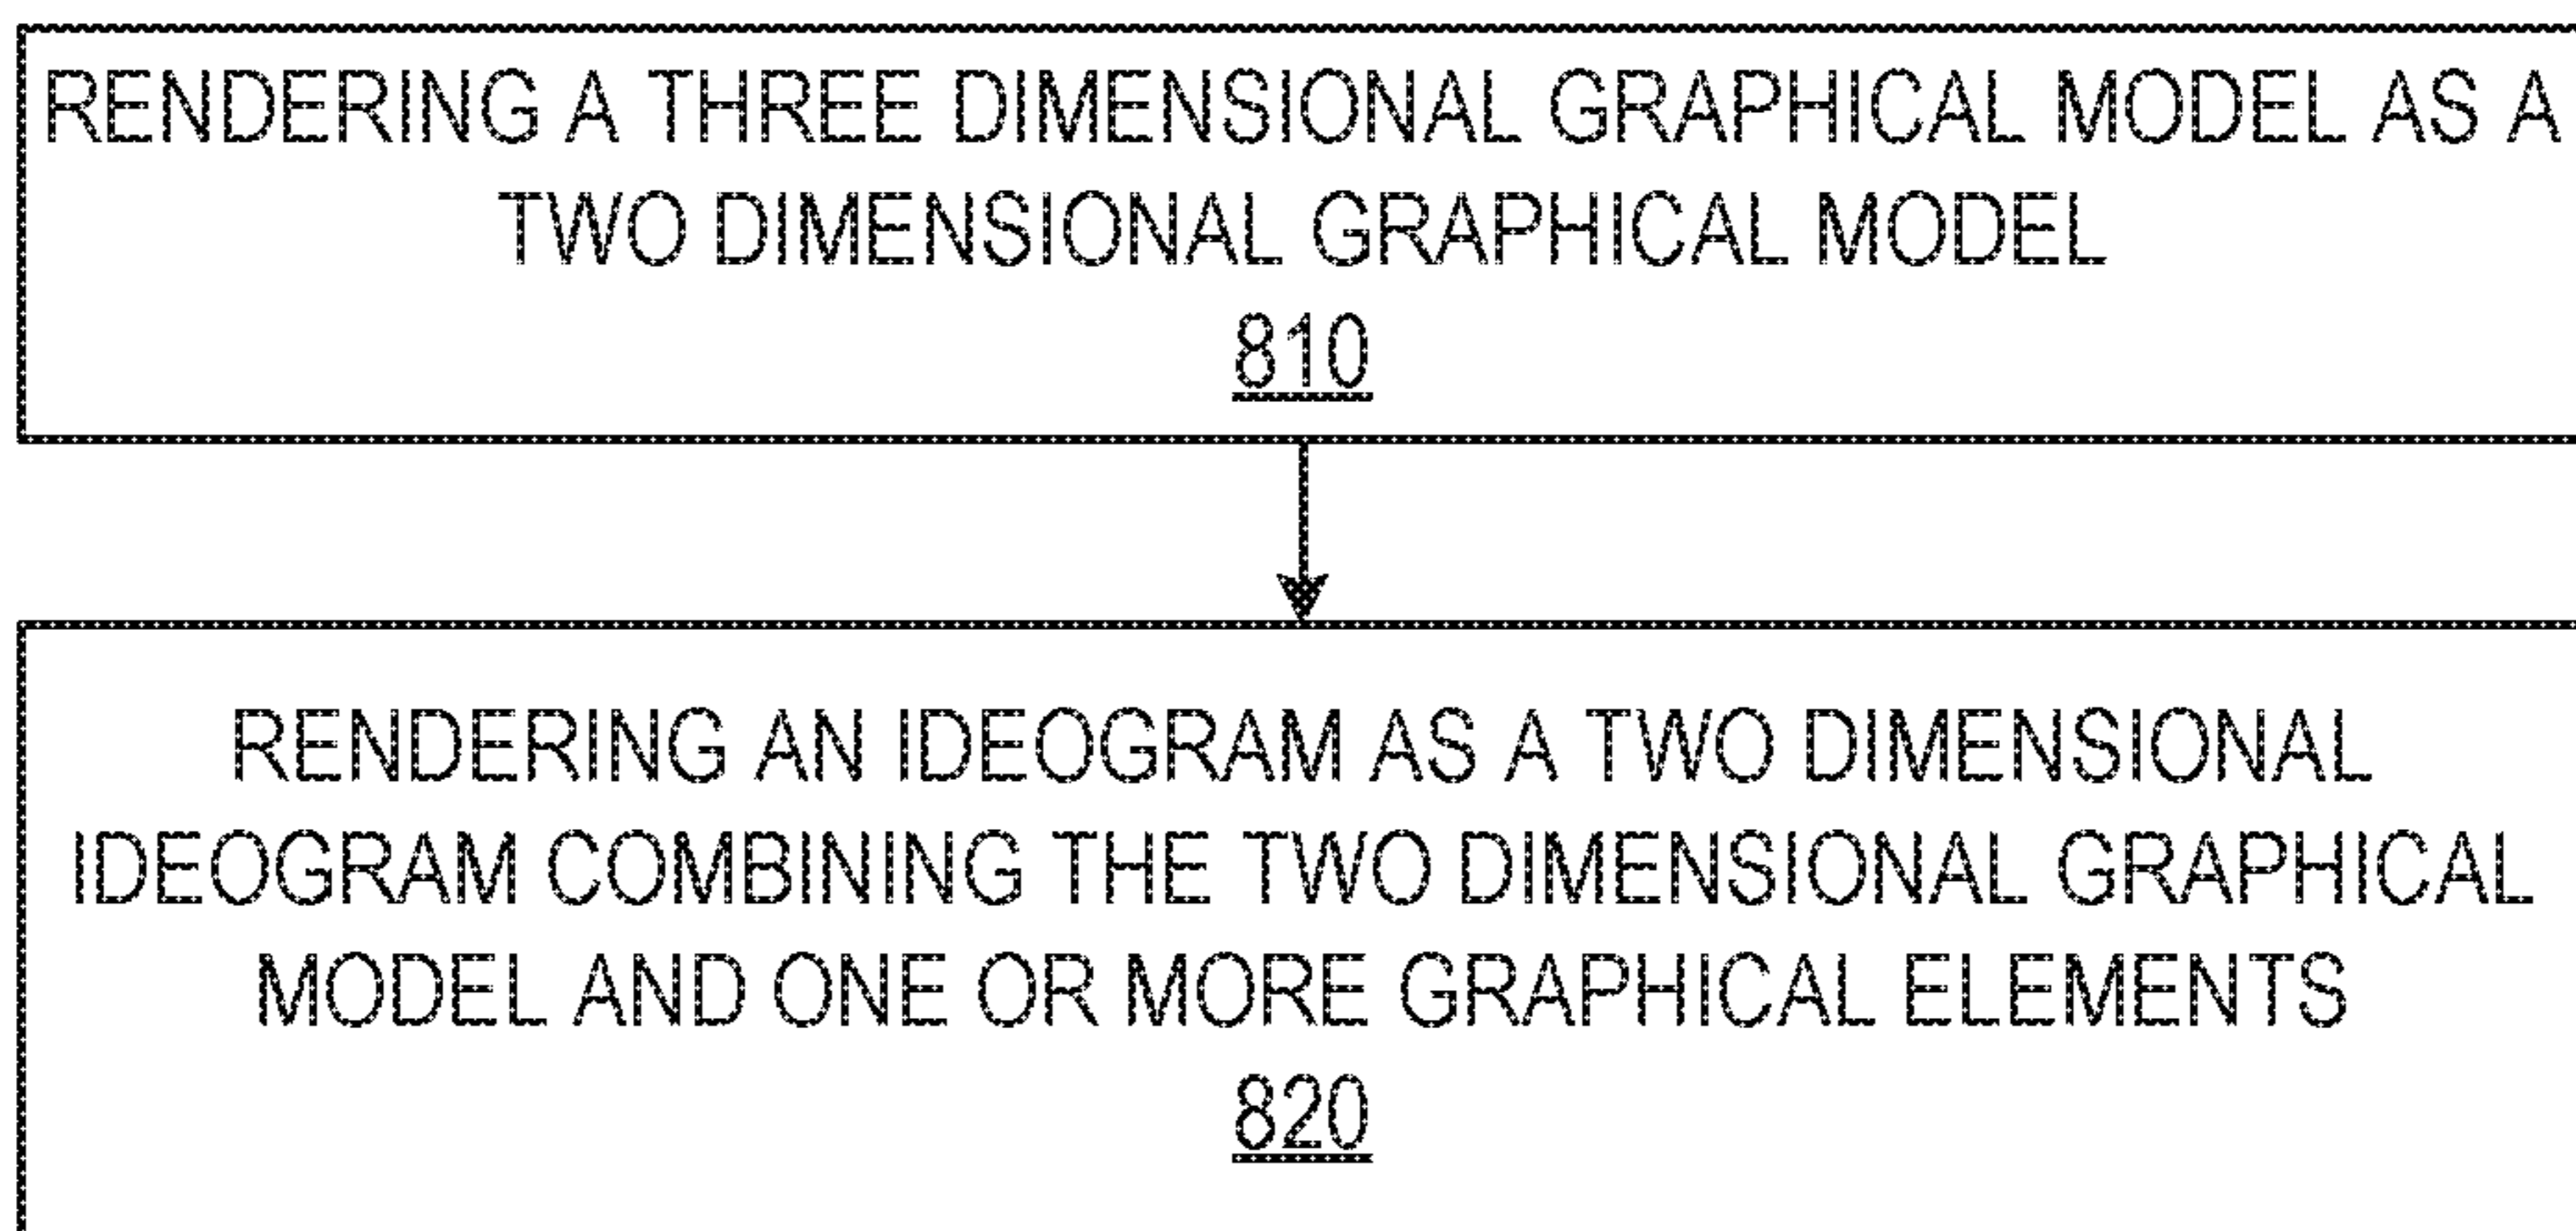 RENDERING A THREE DIMENSIONAL GRAPHICAL MODEL AS A
TWO DIMENSIONAL GRAPHICAL MODEL
810
RENDERING AN IDEOGRAM AS A TWO DIMENSIONAL
IDEOGRAM COMBINING THE TWO DIMENSIONAL GRAPHICAL
MODEL AND ONE OR MORE GRAPHICAL ELEMENTS
820